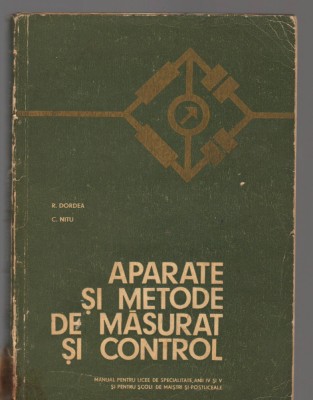 R. DORDEA
C. NITU
APARATE
ȘI METODE
DE MĂSURAT
ȘI CONTROL
MANUAL PENTRU LICEE DE SPECIALITATE, ANII IV ȘI V
ȘI PENTRU ȘCOLI DE MAIȘTRI ȘI POSTLICEALE